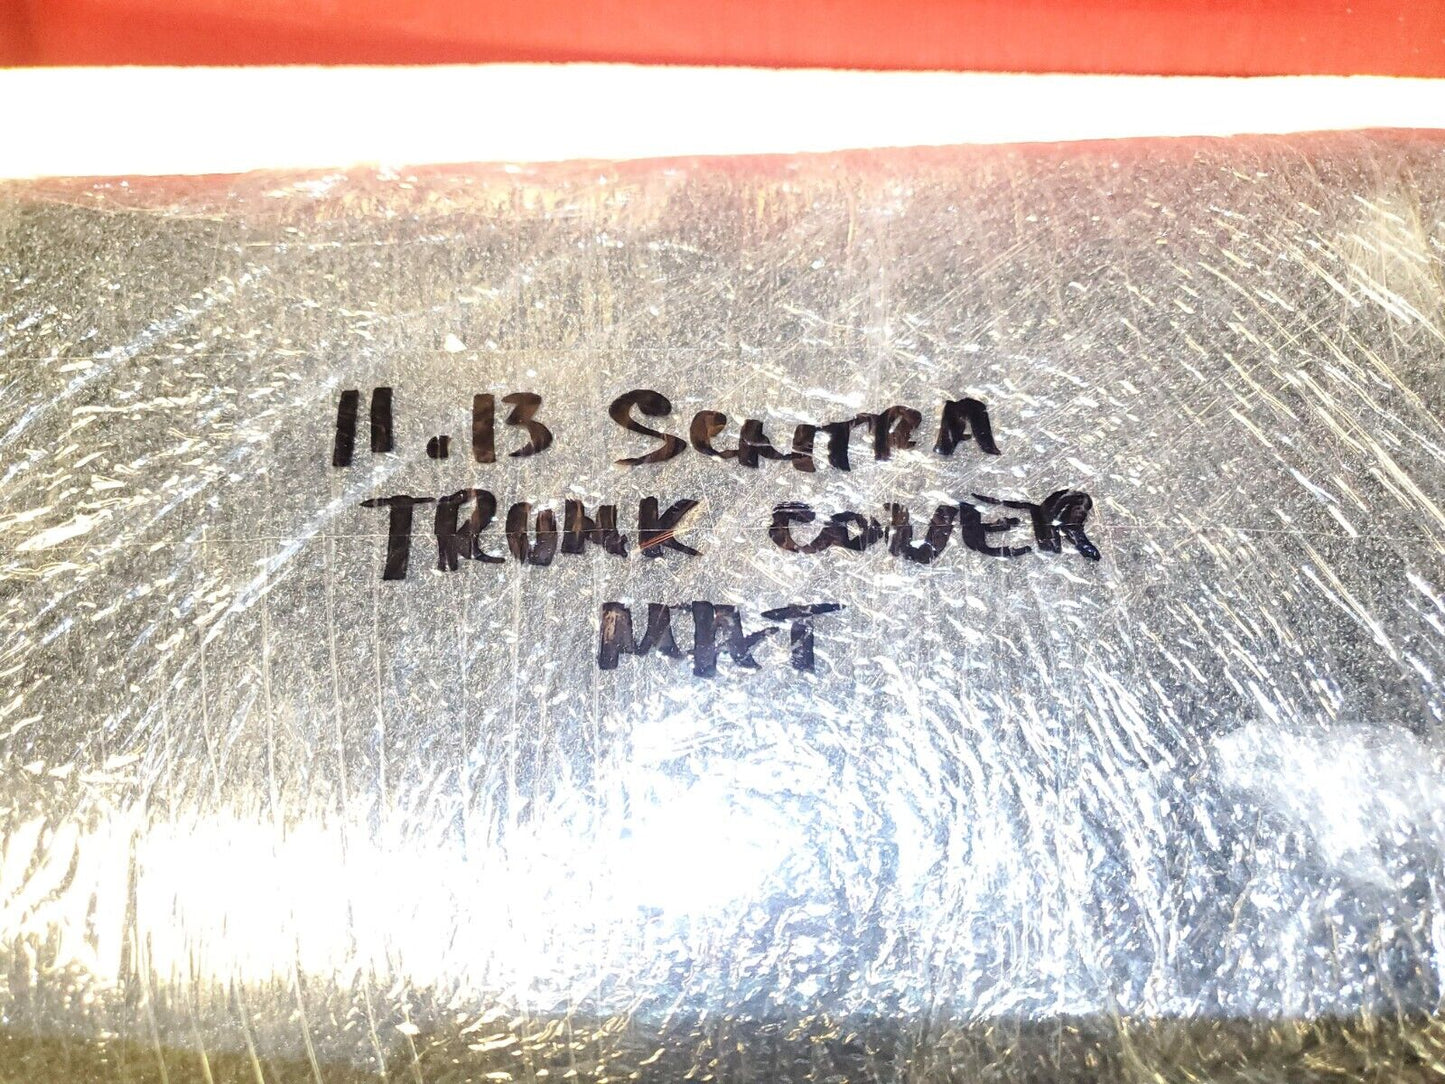 11.13 SENTRA
TRUNK COVER
MAT